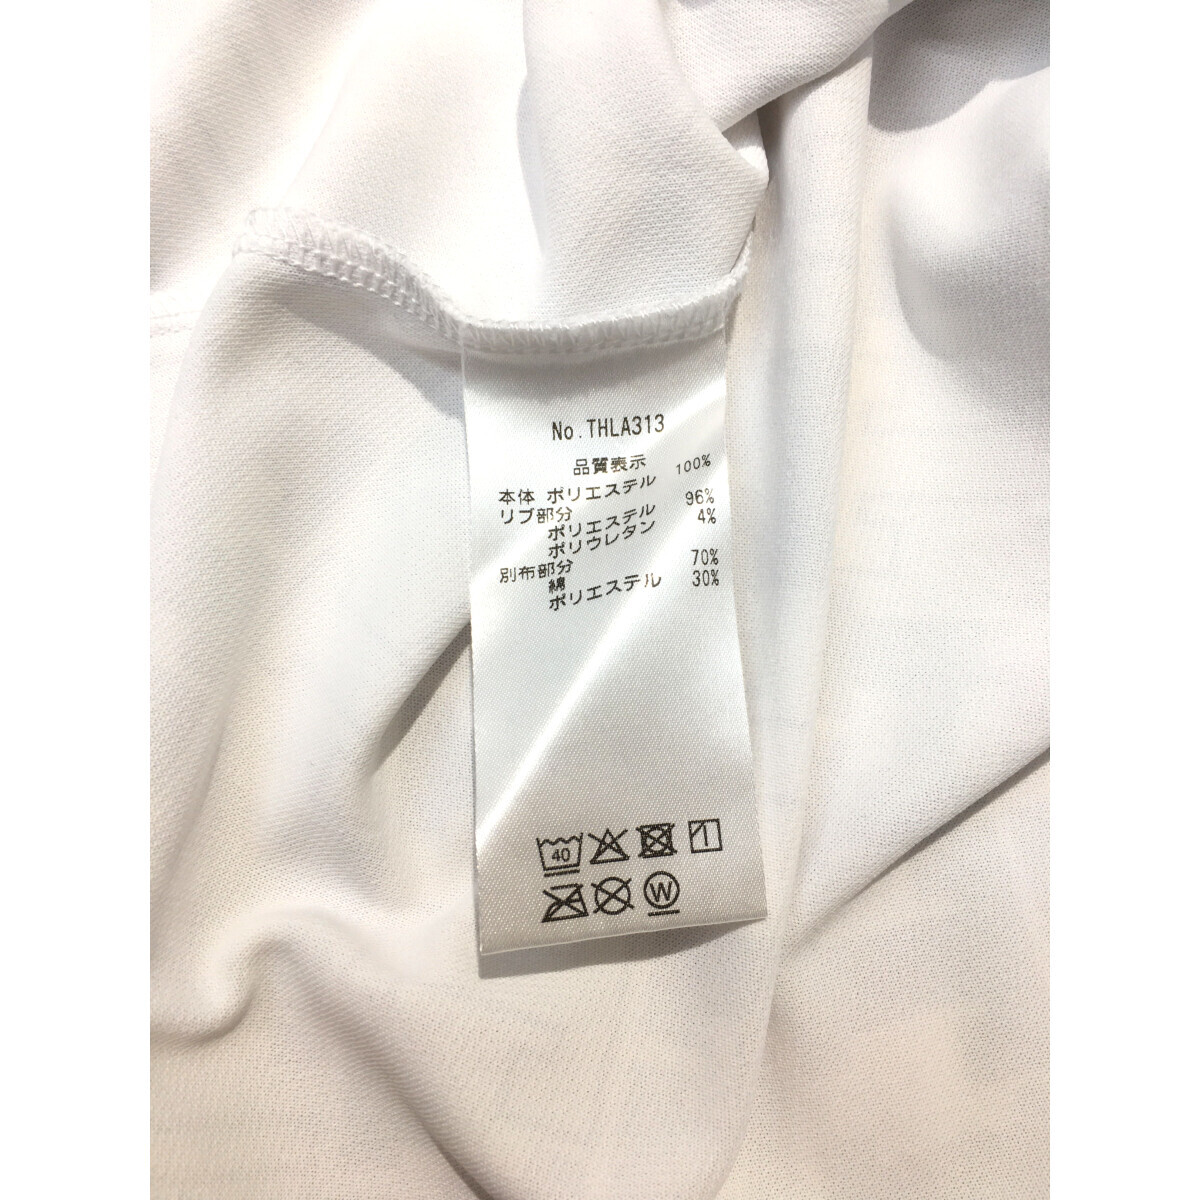 No.THLA313
品質表示
本体 ポリエステル 100%
リブ部分
ポリエステル 96%
ポリウレタン 4%
別布部分
綿 70%
ポリエステル 30%
40
W